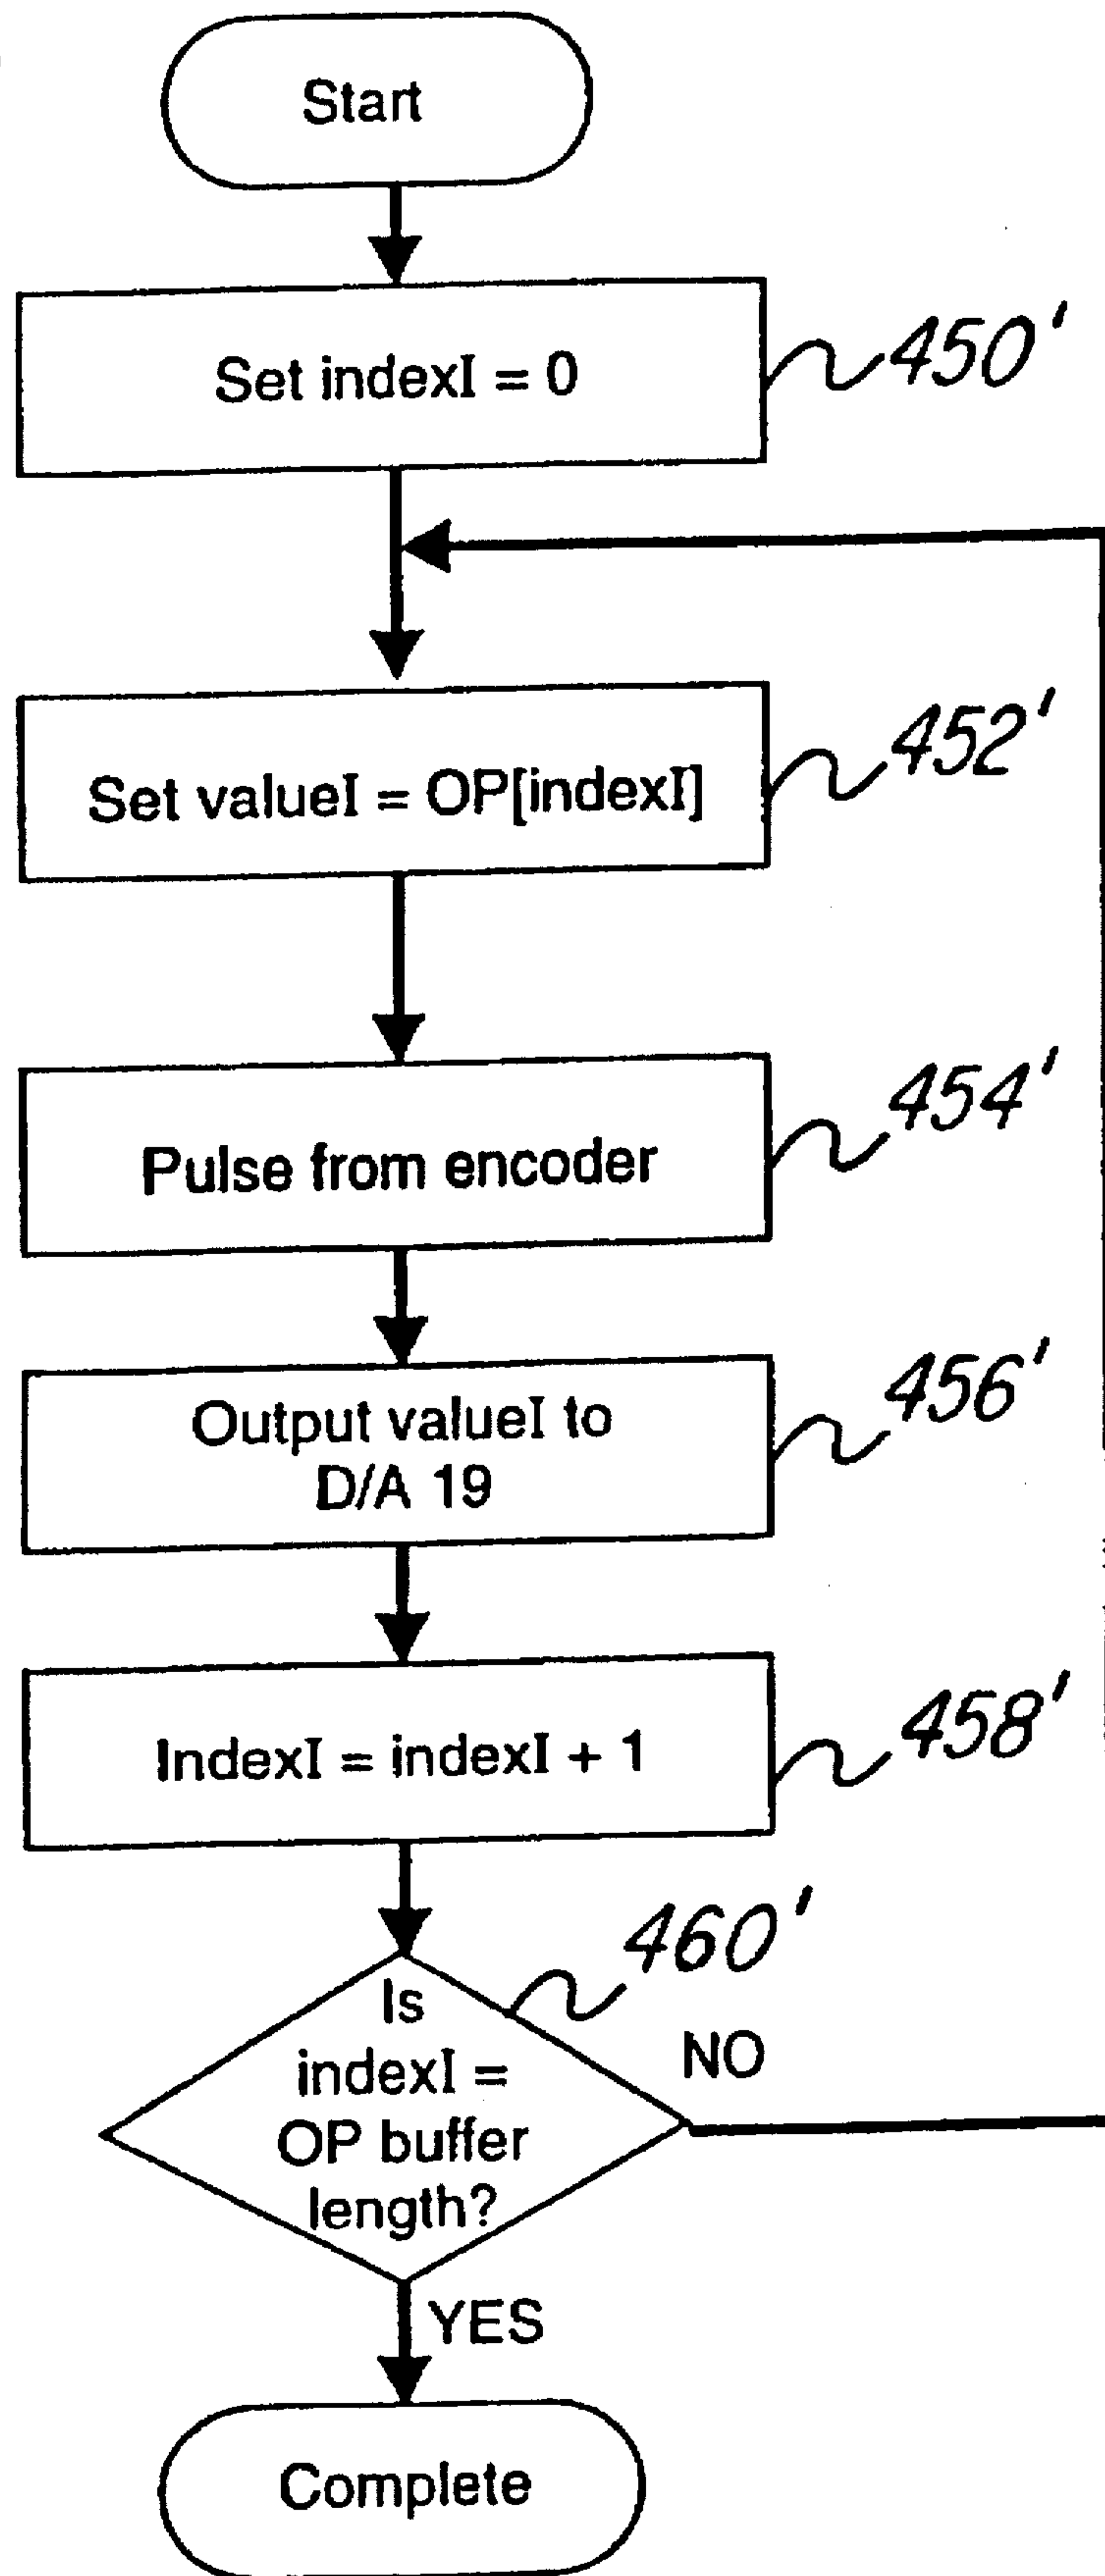 Start
Set indexI = 0
450'
Set valueI = OP[indexI]
452'
Pulse from encoder
454'
Output valueI to
D/A 19
456'
IndexI = indexI + 1
458'
460'
Is
indexI =
OP buffer
length?
NO
YES
Complete